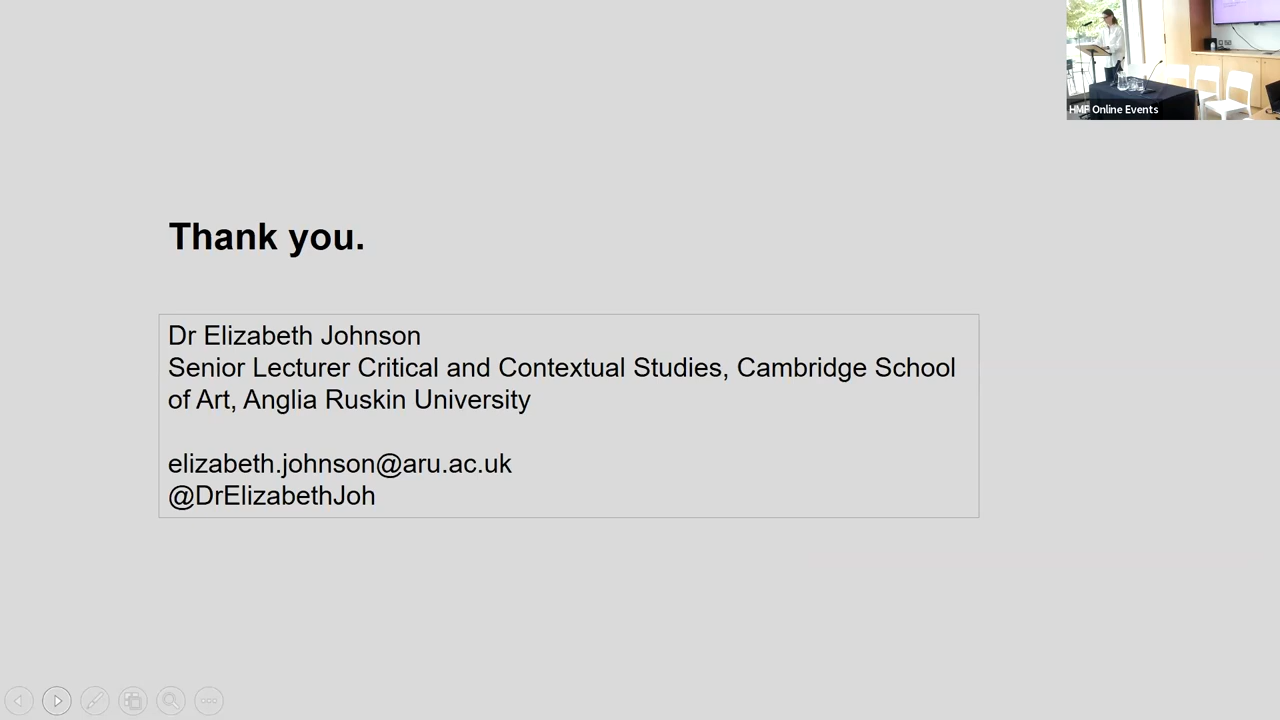 HMF Online Events
Thank you.
Dr Elizabeth Johnson
Senior Lecturer Critical and Contextual Studies, Cambridge School
of Art, Anglia Ruskin University
elizabeth.johnson@aru.ac.uk
@DrElizabethJoh